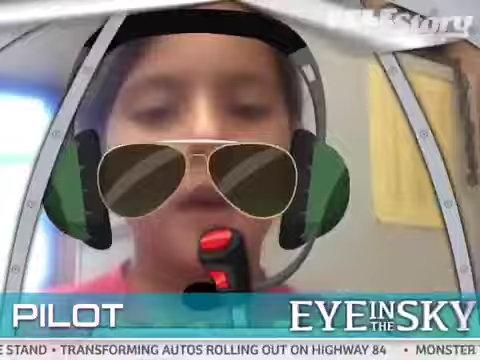 PILOT
EYE IN THE SKY
E STAND • TRANSFORMING AUTOS ROLLING OUT ON HIGHWAY 84 • MONSTER